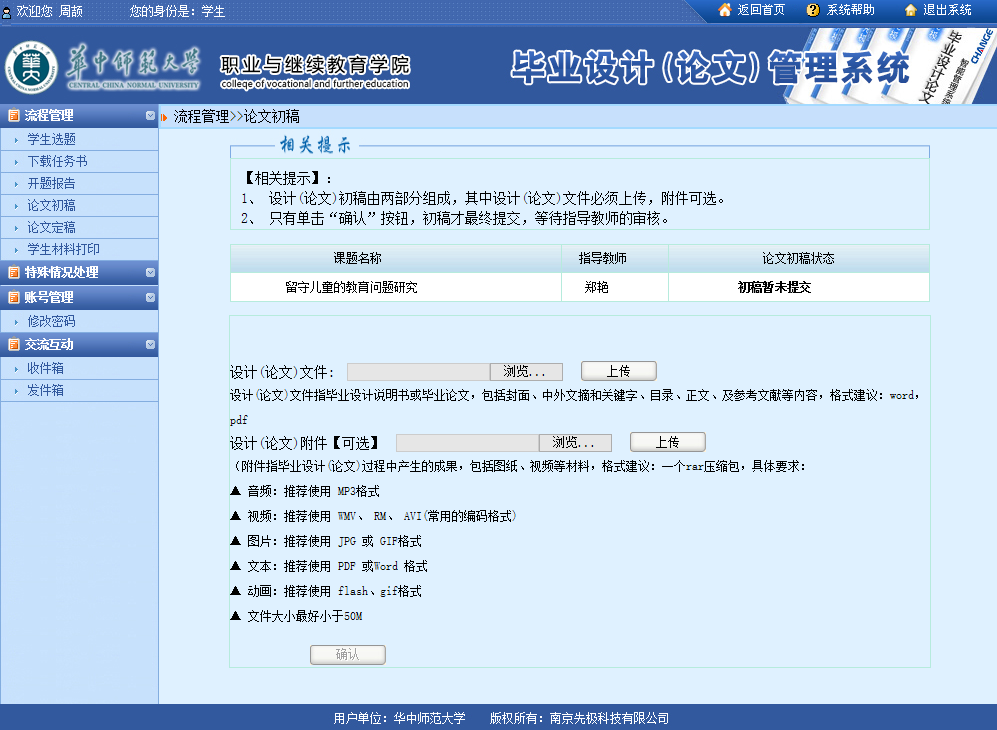 欢迎您 周颉 您的身份是：学生 返回首页 系统帮助 退出系统
华中师范大学 职业与继续教育学院 毕业设计(论文)管理系统
CENTRAL CHINA NORMAL UNIVERSITY college of vocational and further education
毕业设计论文
智能管理系统
CHANGE
流程管理
学生选题
下载任务书
开题报告
论文初稿
论文定稿
学生材料打印
特殊情况处理
账号管理
修改密码
交流互动
收件箱
发件箱
流程管理>>论文初稿
相关提示
【相关提示】：
1、 设计(论文)初稿由两部分组成，其中设计(论文)文件必须上传，附件可选。
2、 只有单击“确认”按钮，初稿才最终提交，等待指导教师的审核。
课题名称 指导教师 论文初稿状态
留守儿童的教育问题研究 郑艳 初稿暂未提交
设计(论文)文件： 浏览... 上传
设计(论文)文件指毕业设计说明书或毕业论文，包括封面、中外文摘和关键字、目录、正文、及参考文献等内容，格式建议：word，
pdf
设计(论文)附件【可选】 浏览... 上传
（附件指毕业设计(论文)过程中产生的成果，包括图纸、视频等材料，格式建议：一个rar压缩包，具体要求：
▲ 音频：推荐使用 MP3格式
▲ 视频：推荐使用 WMV、 RM、 AVI(常用的编码格式)
▲ 图片：推荐使用 JPG 或 GIF格式
▲ 文本：推荐使用 PDF 或Word 格式
▲ 动画：推荐使用 flash、gif格式
▲ 文件大小最好小于50M
确认
用户单位：华中师范大学 版权所有：南京先极科技有限公司